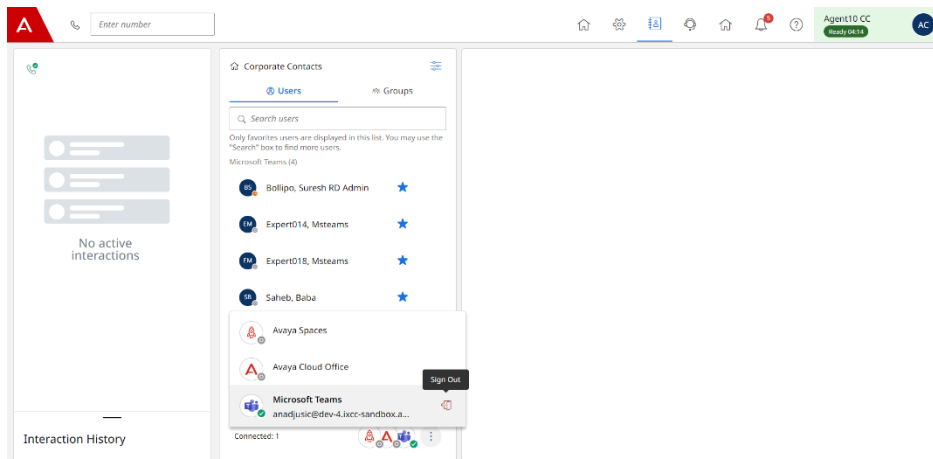 Enter number
5
Agent10 CC
Ready 04:14
AC
Corporate Contacts
Users
Groups
Search users
Only favorites users are displayed in this list. You may use the
"Search" box to find more users.
Microsoft Teams (4)
BS
Bollipo, Suresh RD Admin
EM
Expert014, Msteams
EM
Expert018, Msteams
SB
Saheb, Baba
No active
interactions
Avaya Spaces
Avaya Cloud Office
Sign Out
Microsoft Teams
anadjusic@dev-4.ixcc-sandbox.a...
Interaction History
Connected: 1